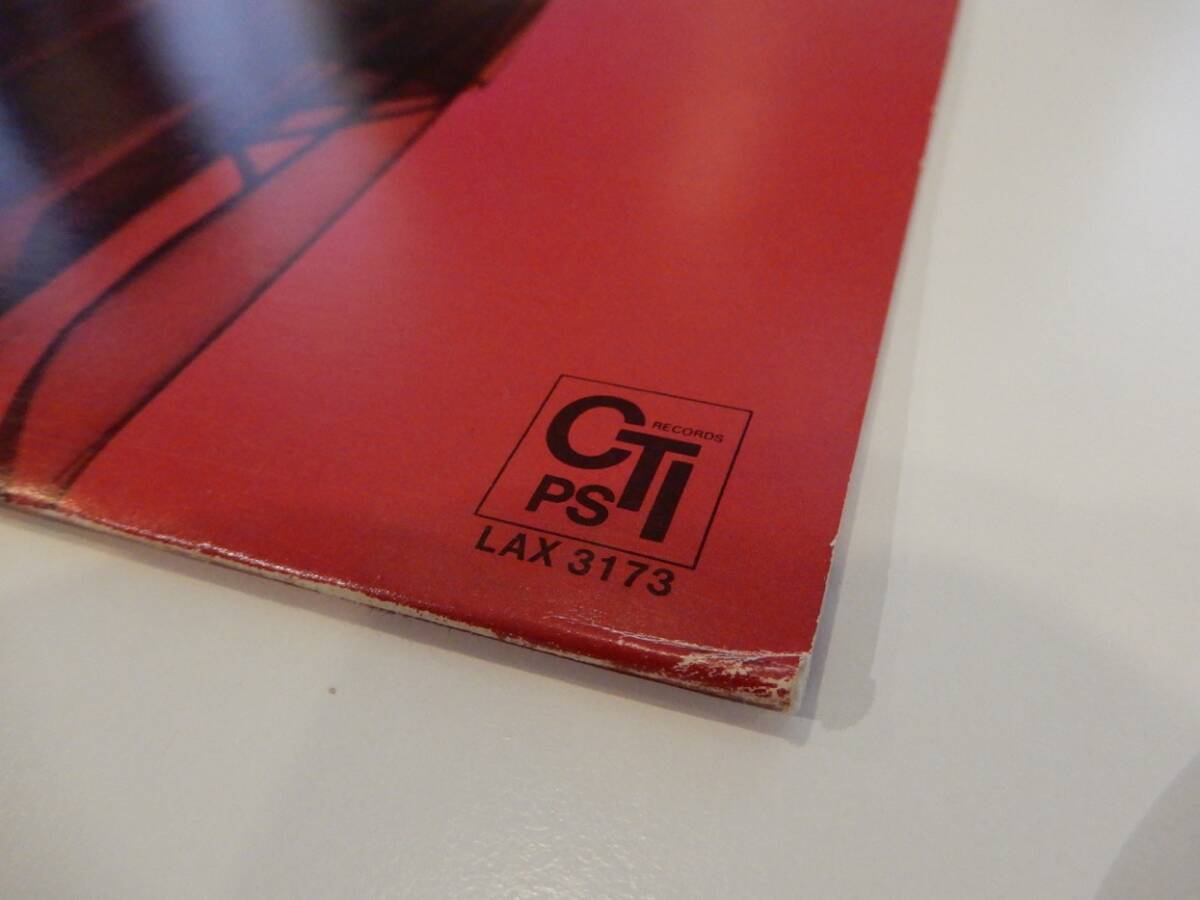 CTI
RECORDS
PS
LAX 3173